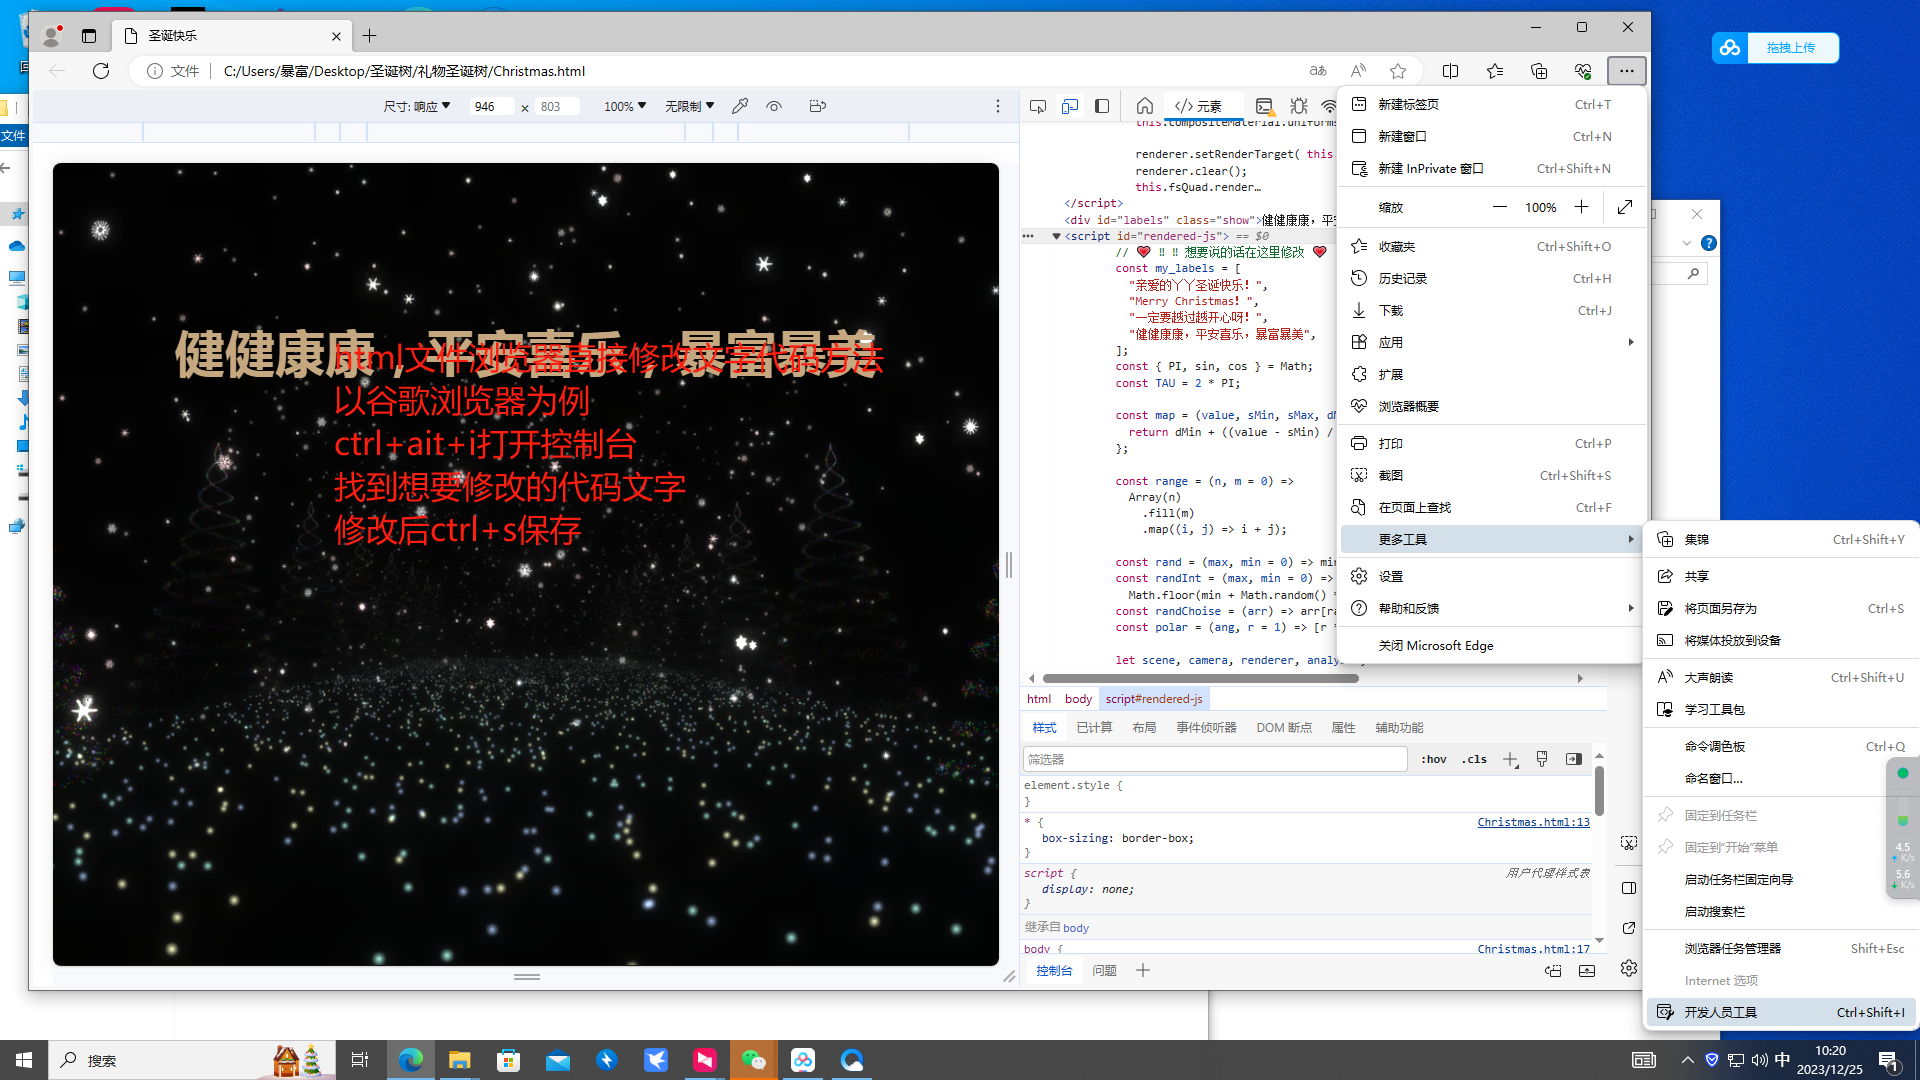 圣诞快乐
文件
C:/Users/暴富/Desktop/圣诞树/礼物圣诞树/Christmas.html
拖拽上传
文件
尺寸: 响应
946
×
803
100%
无限制
元素
健健康康，平安喜乐，暴富暴美
html文件浏览器直接修改文字代码方法
以谷歌浏览器为例
ctrl+ait+i打开控制台
找到想要修改的代码文字
修改后ctrl+s保存
this.compositeMaterial.uniforms
renderer.setRenderTarget( this.
renderer.clear();
this.fsQuad.render…
</script>
<div id="labels" class="show">健健康康，平安
<script id="rendered-js"> == $0
// ❤️ ‼ ‼ 想要说的话在这里修改 ❤️
const my_labels = [
"亲爱的丫丫圣诞快乐！",
"Merry Christmas！",
"一定要越过越开心呀！",
"健健康康，平安喜乐，暴富暴美",
];
const { PI, sin, cos } = Math;
const TAU = 2 * PI;
const map = (value, sMin, sMax, dM
return dMin + ((value - sMin) /
};
const range = (n, m = 0) =>
Array(n)
.fill(m)
.map((i, j) => i + j);
const rand = (max, min = 0) => min
const randInt = (max, min = 0) =>
Math.floor(min + Math.random() *
const randChoise = (arr) => arr[ra
const polar = (ang, r = 1) => [r *
let scene, camera, renderer, analy
html
body
script#rendered-js
样式
已计算
布局
事件侦听器
DOM 断点
属性
辅助功能
筛选器
:hov
.cls
element.style {
}
* {
Christmas.html:13
box-sizing: border-box;
}
script {
用户代理样式表
display: none;
}
继承自 body
body {
Christmas.html:17
控制台
问题
新建标签页
Ctrl+T
新建窗口
Ctrl+N
新建 InPrivate 窗口
Ctrl+Shift+N
缩放
100%
收藏夹
Ctrl+Shift+O
历史记录
Ctrl+H
下载
Ctrl+J
应用
扩展
浏览器概要
打印
Ctrl+P
截图
Ctrl+Shift+S
在页面上查找
Ctrl+F
更多工具
设置
帮助和反馈
关闭 Microsoft Edge
集锦
Ctrl+Shift+Y
共享
将页面另存为
Ctrl+S
将媒体投放到设备
大声朗读
Ctrl+Shift+U
学习工具包
命令调色板
Ctrl+Q
命名窗口...
固定到任务栏
固定到"开始"菜单
启动任务栏固定向导
启动搜索栏
浏览器任务管理器
Shift+Esc
Internet 选项
开发人员工具
Ctrl+Shift+I
4.5
K/s
5.6
K/s
搜索
中
10:20
2023/12/25
1